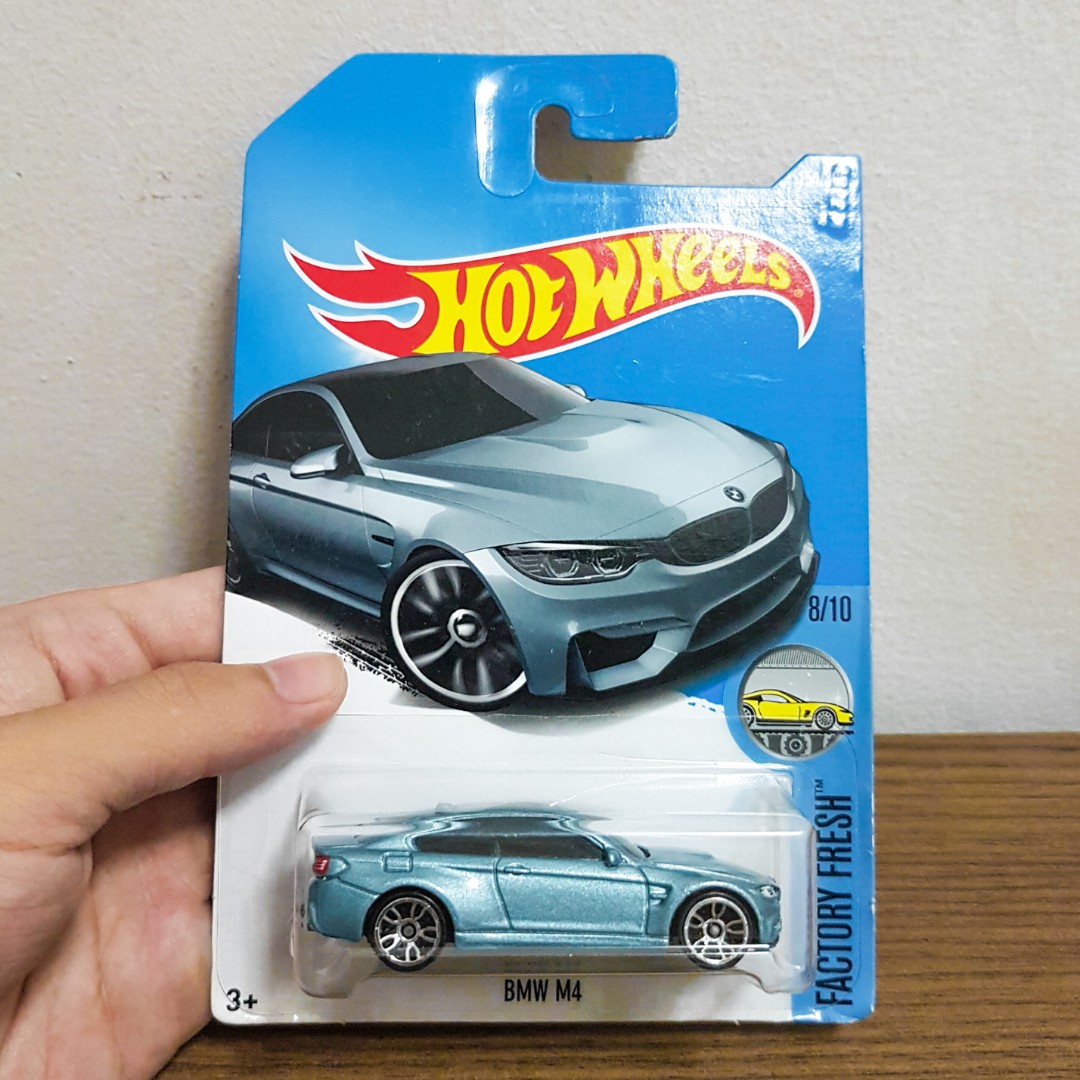 HOT WHEELS®
8/10
FACTORY FRESH™
BMW M4
3+